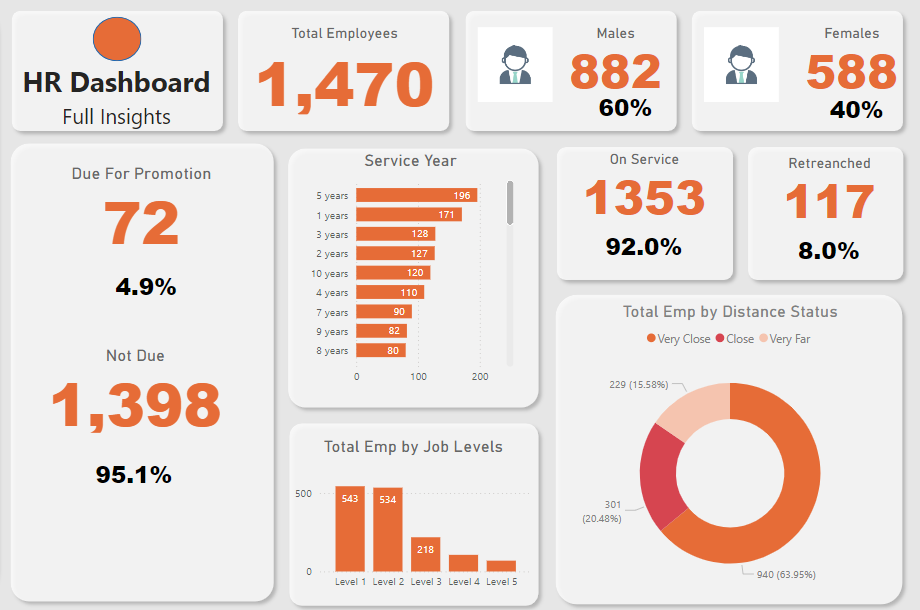 HR Dashboard
Full Insights
Total Employees
1,470
Males
882
60%
Females
588
40%
Due For Promotion
72
4.9%
Not Due
1,398
95.1%
Service Year
5 years 196
1 years 171
3 years 128
2 years 127
10 years 120
4 years 110
7 years 90
9 years 82
8 years 80
0 100 200
On Service
1353
92.0%
Retreanched
117
8.0%
Total Emp by Job Levels
500
543 534 218
0
Level 1 Level 2 Level 3 Level 4 Level 5
Total Emp by Distance Status
Very Close Close Very Far
229 (15.58%)
301
(20.48%)
940 (63.95%)